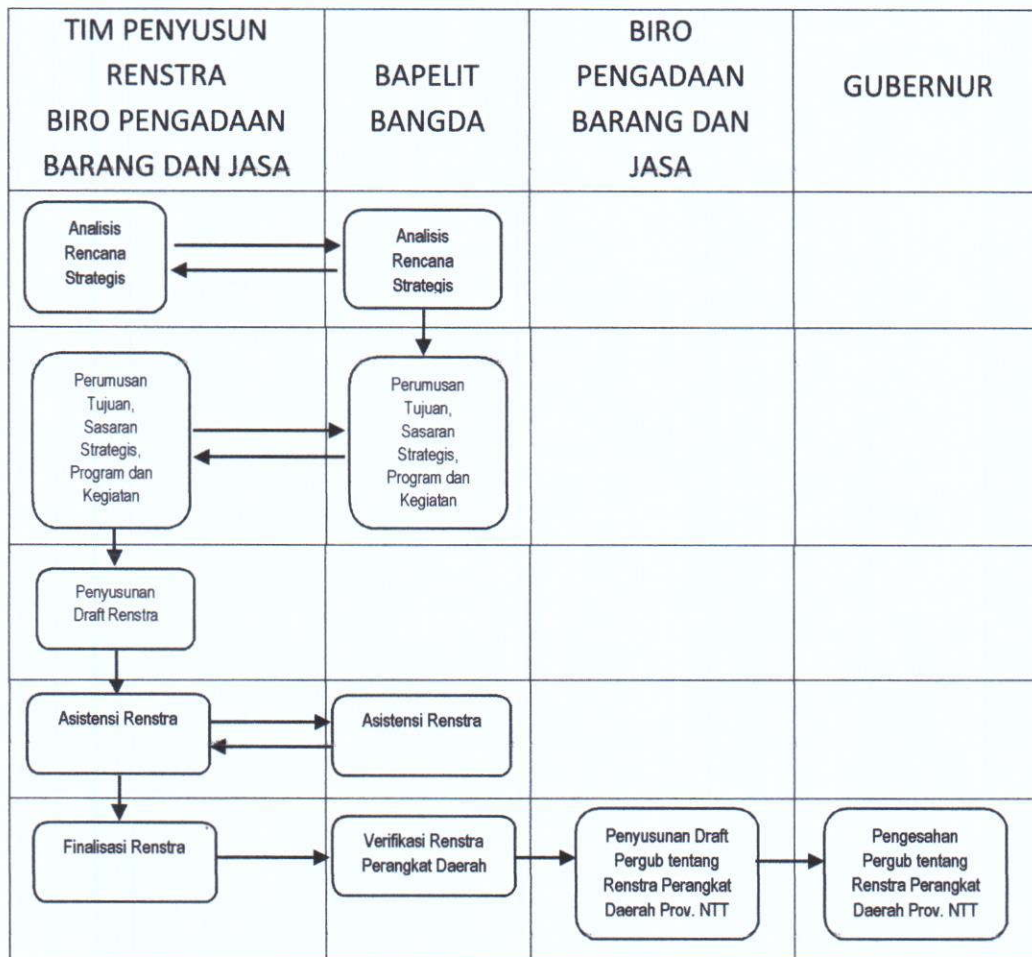 TIM PENYUSUN
RENSTRA
BIRO PENGADAAN
BARANG DAN JASA
BAPELIT
BANGDA
BIRO
PENGADAAN
BARANG DAN
JASA
GUBERNUR
Analisis
Rencana
Strategis
Analisis
Rencana
Strategis
Perumusan
Tujuan,
Sasaran
Strategis,
Program dan
Kegiatan
Perumusan
Tujuan,
Sasaran
Strategis,
Program dan
Kegiatan
Penyusunan
Draft Renstra
Asistensi Renstra
Asistensi Renstra
Finalisasi Renstra
Verifikasi Renstra
Perangkat Daerah
Penyusunan Draft
Pergub tentang
Renstra Perangkat
Daerah Prov. NTT
Pengesahan
Pergub tentang
Renstra Perangkat
Daerah Prov. NTT